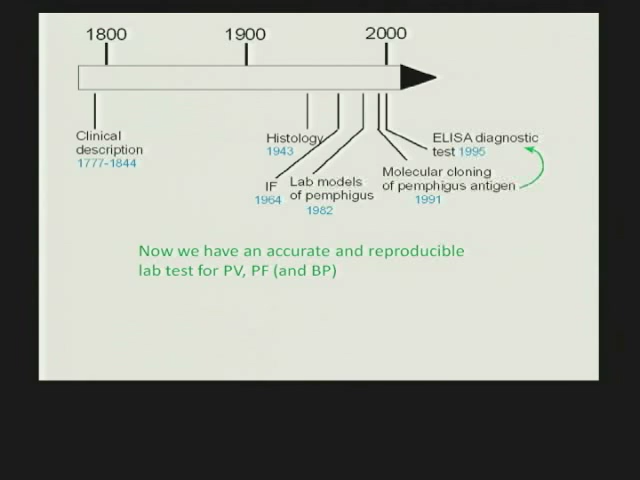 1800 1900 2000
Clinical
description
1777-1844
Histology
1943
IF
1964
Lab models
of pemphigus
1982
ELISA diagnostic
test 1995
Molecular cloning
of pemphigus antigen
1991
Now we have an accurate and reproducible
lab test for PV, PF (and BP)